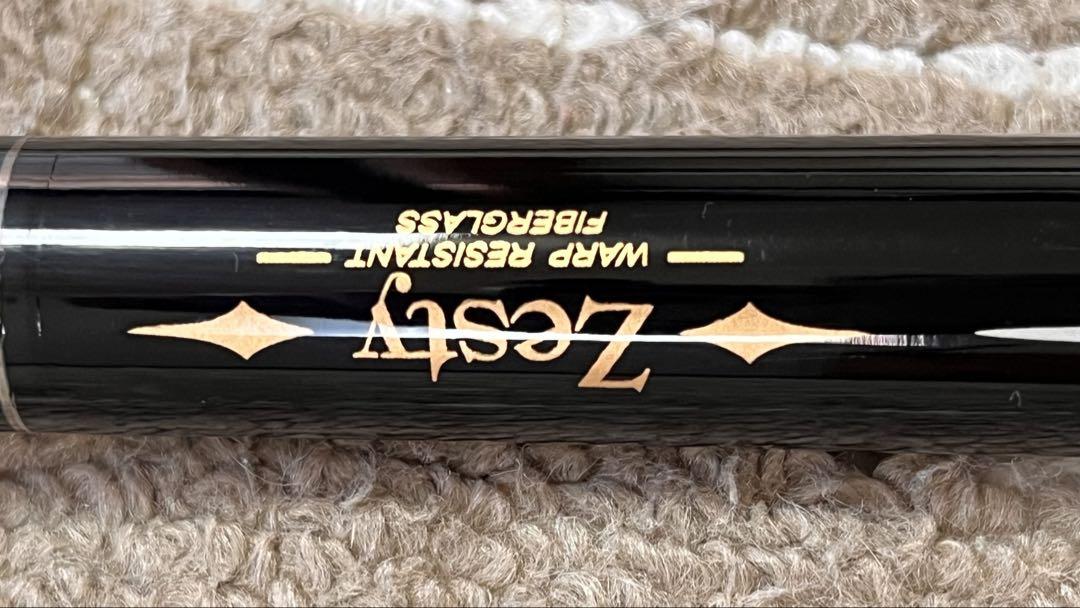 Zesty
WARP RESISTANT
FIBERGLASS